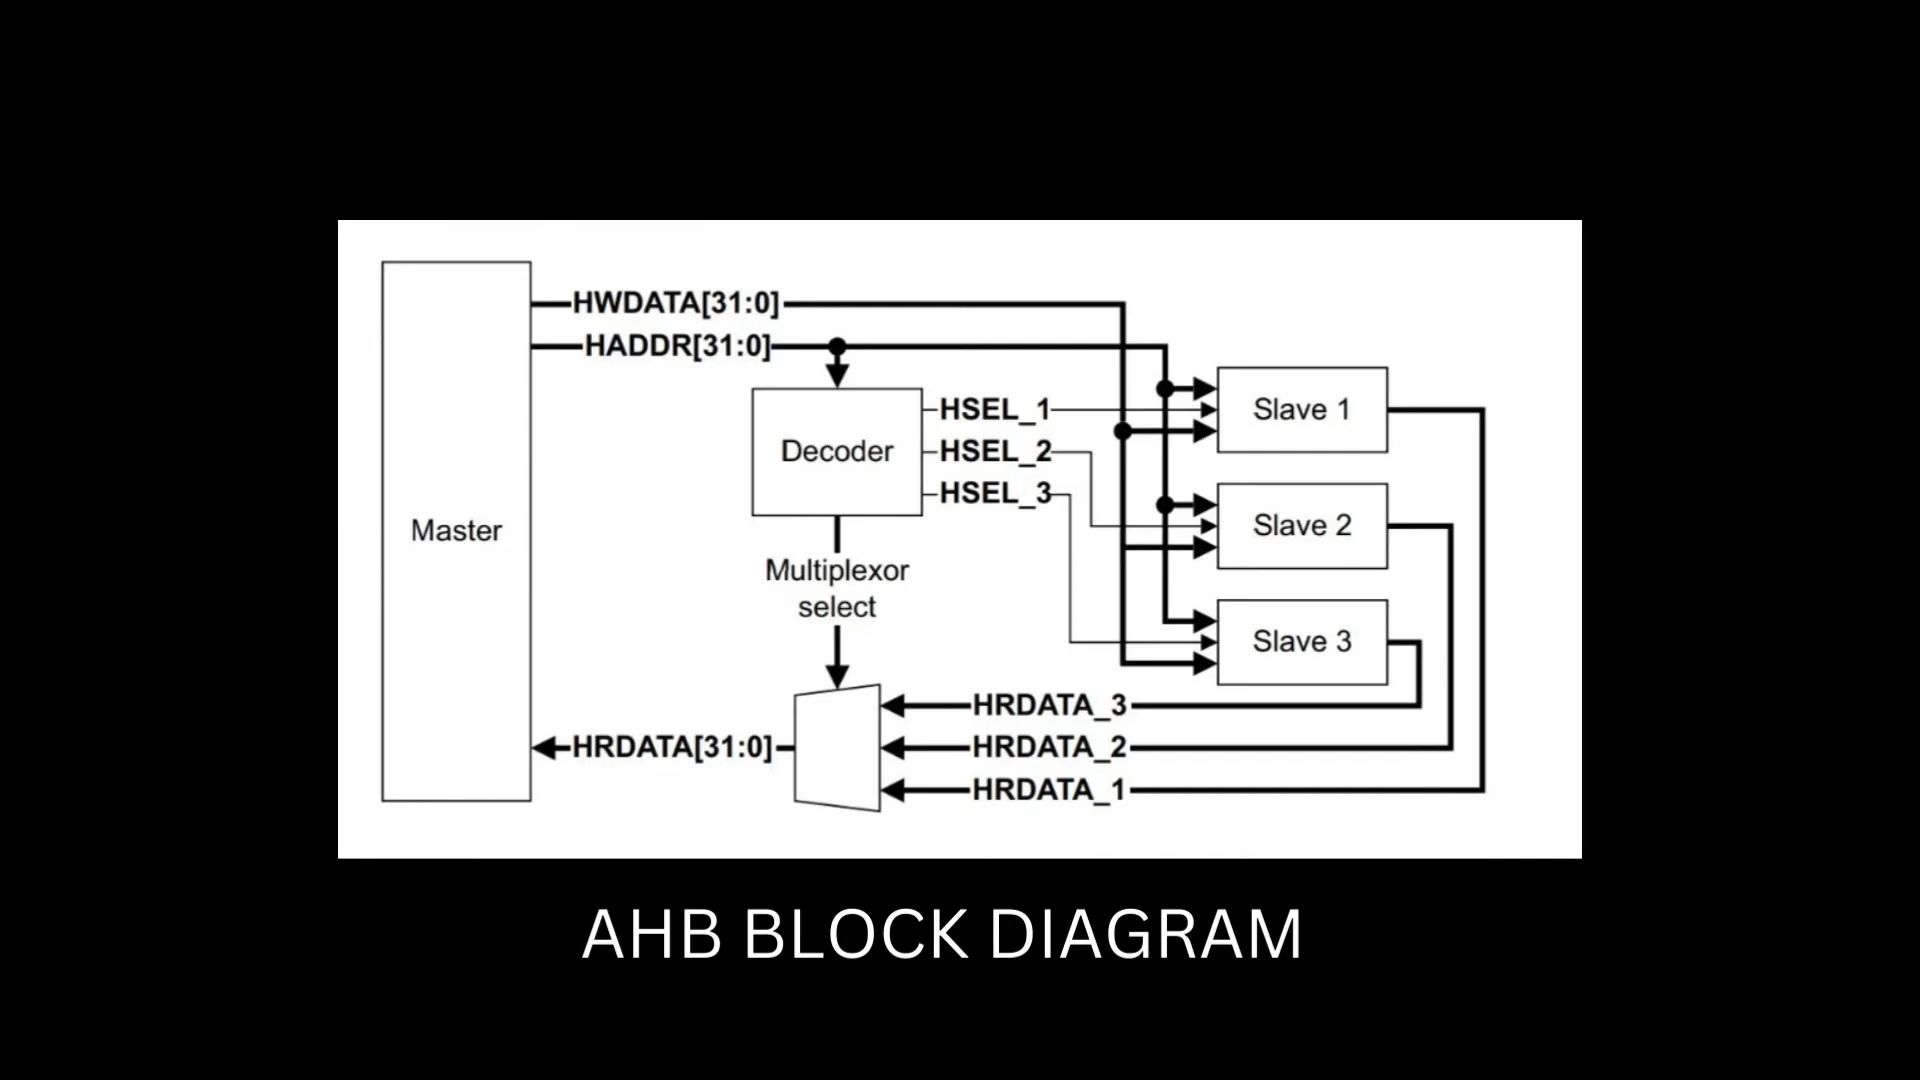 HWDATA[31:0]
HADDR[31:0]
HSEL_1
Slave 1
Decoder
HSEL_2
HSEL_3
Slave 2
Master
Multiplexor
select
Slave 3
HRDATA_3
HRDATA[31:0]
HRDATA_2
HRDATA_1
AHB BLOCK DIAGRAM